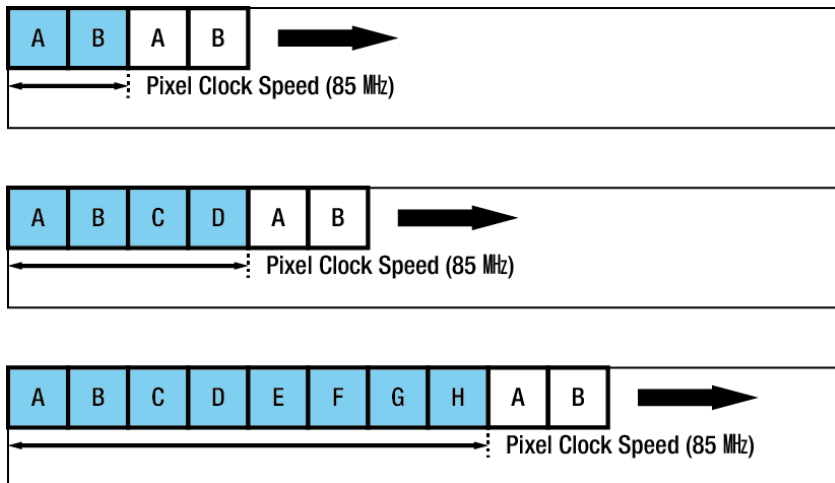 A B A B
Pixel Clock Speed (85 ㎒)
A B C D A B
Pixel Clock Speed (85 ㎒)
A B C D E F G H A B
Pixel Clock Speed (85 ㎒)